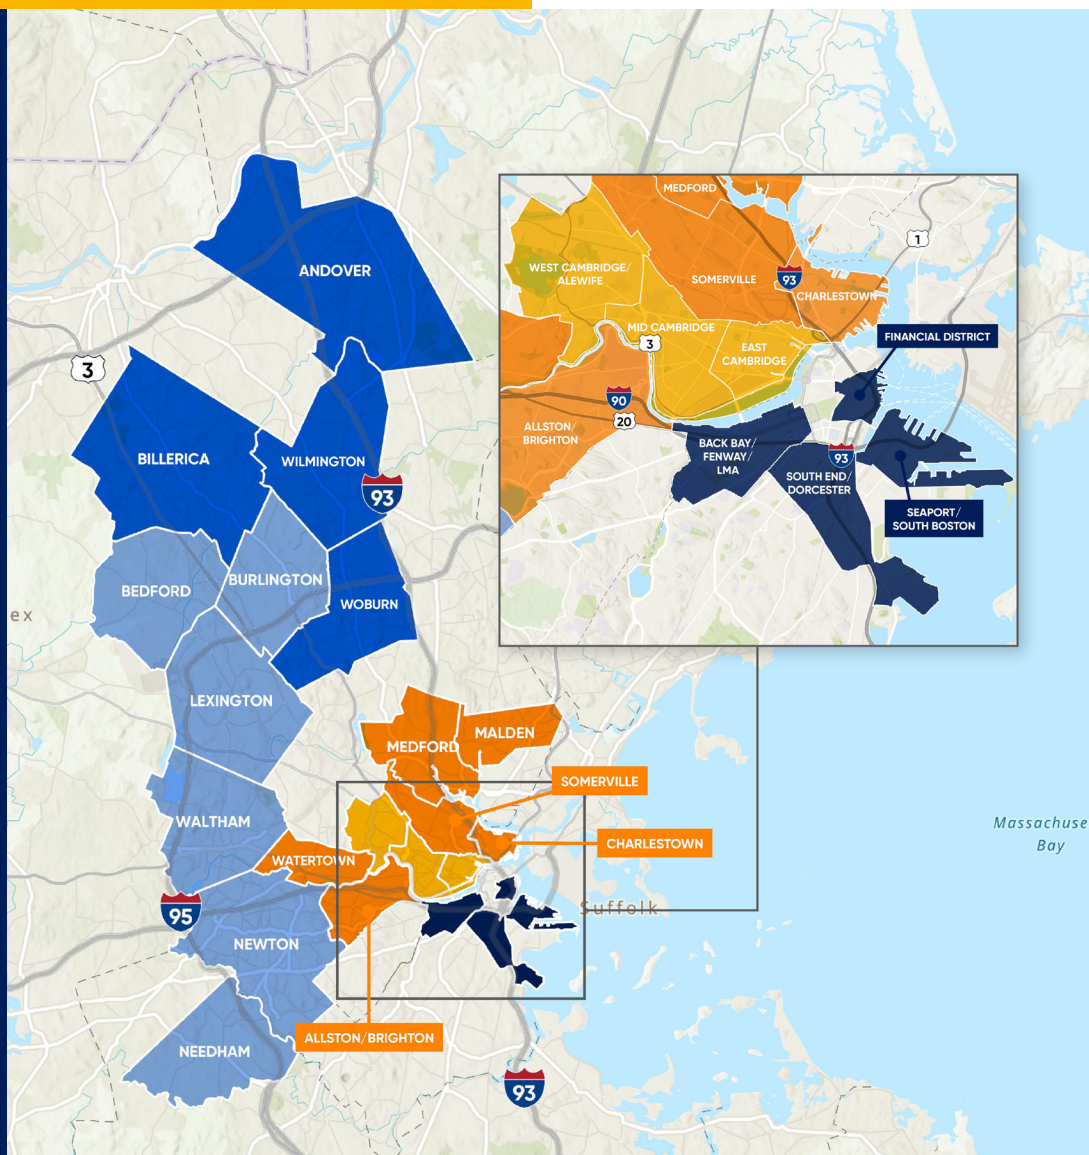 ANDOVER
3
BILLERICA
WILMINGTON
93
BEDFORD
BURLINGTON
WOBURN
ex
LEXINGTON
MEDFORD
MALDEN
SOMERVILLE
WALTHAM
CHARLESTOWN
WATERTOWN
95
Suffolk
NEWTON
ALLSTON/BRIGHTON
NEEDHAM
93
Massachuse
Bay
MEDFORD
1
WEST CAMBRIDGE/
ALEWIFE
SOMERVILLE
93
CHARLESTOWN
MID CAMBRIDGE
3
EAST
CAMBRIDGE
FINANCIAL DISTRICT
90
20
ALLSTON/
BRIGHTON
BACK BAY/
FENWAY/
LMA
93
SOUTH END/
DORCESTER
SEAPORT/
SOUTH BOSTON